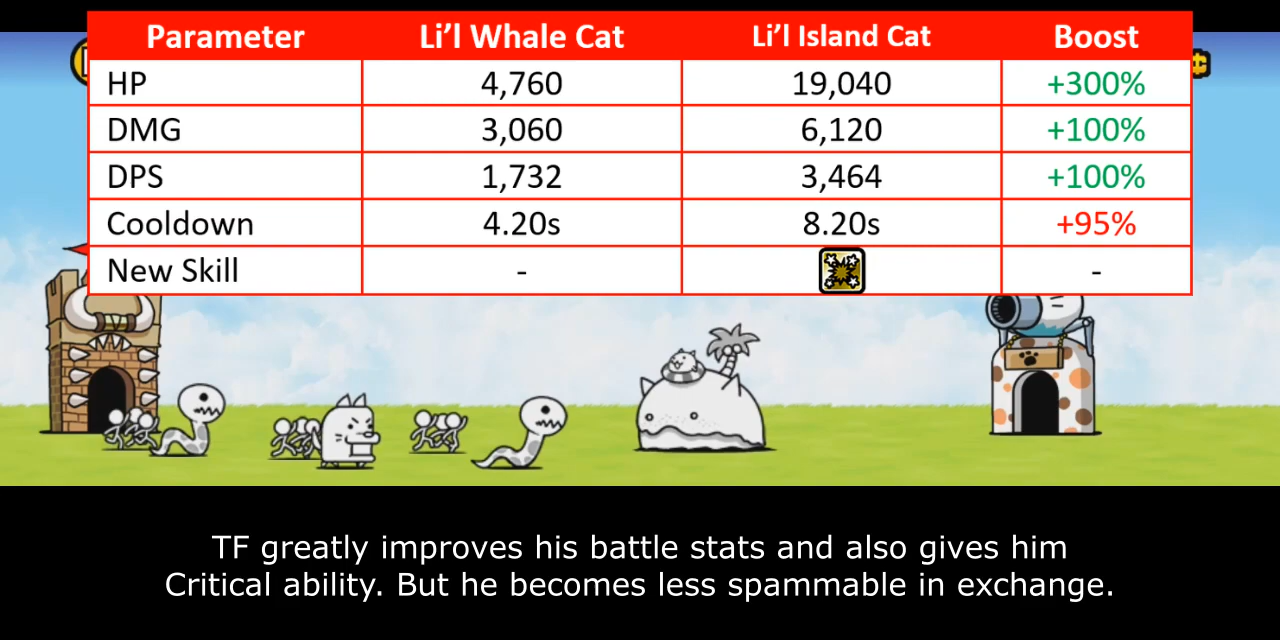 Parameter Li’l Whale Cat Li’l Island Cat Boost
HP 4,760 19,040 +300%
DMG 3,060 6,120 +100%
DPS 1,732 3,464 +100%
Cooldown 4.20s 8.20s +95%
New Skill - -
TF greatly improves his battle stats and also gives him
Critical ability. But he becomes less spammable in exchange.